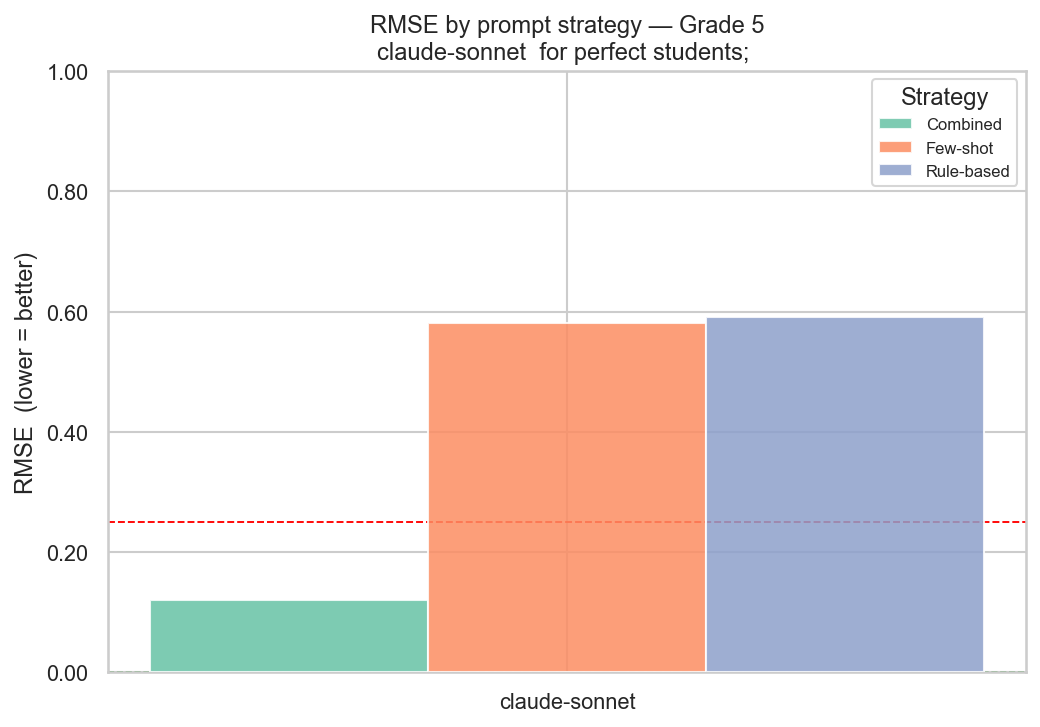 RMSE by prompt strategy — Grade 5
claude-sonnet  for perfect students;
RMSE  (lower = better)
1.00
0.80
0.60
0.40
0.20
0.00
Strategy
Combined
Few-shot
Rule-based
claude-sonnet